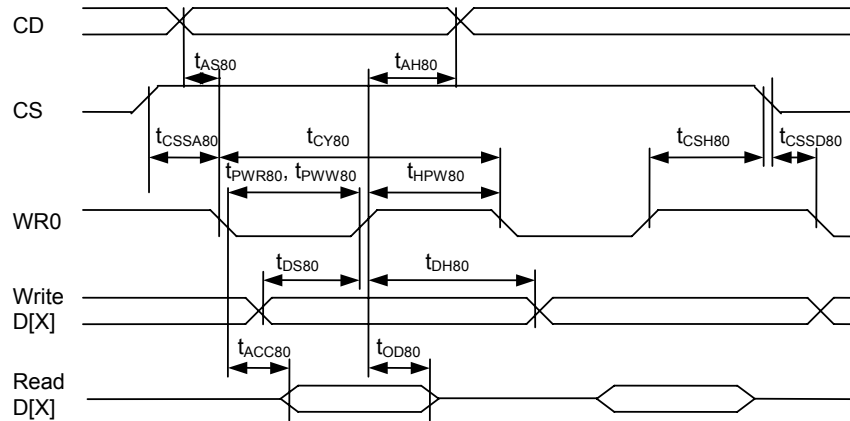 CD
tAS80 tAH80
CS
tCSSA80 tCY80 tCSH80 tCSSD80
tPWR80, tPWW80 tHPW80
WR0
tDS80 tDH80
Write
D[X]
tACC80 tOD80
Read
D[X]